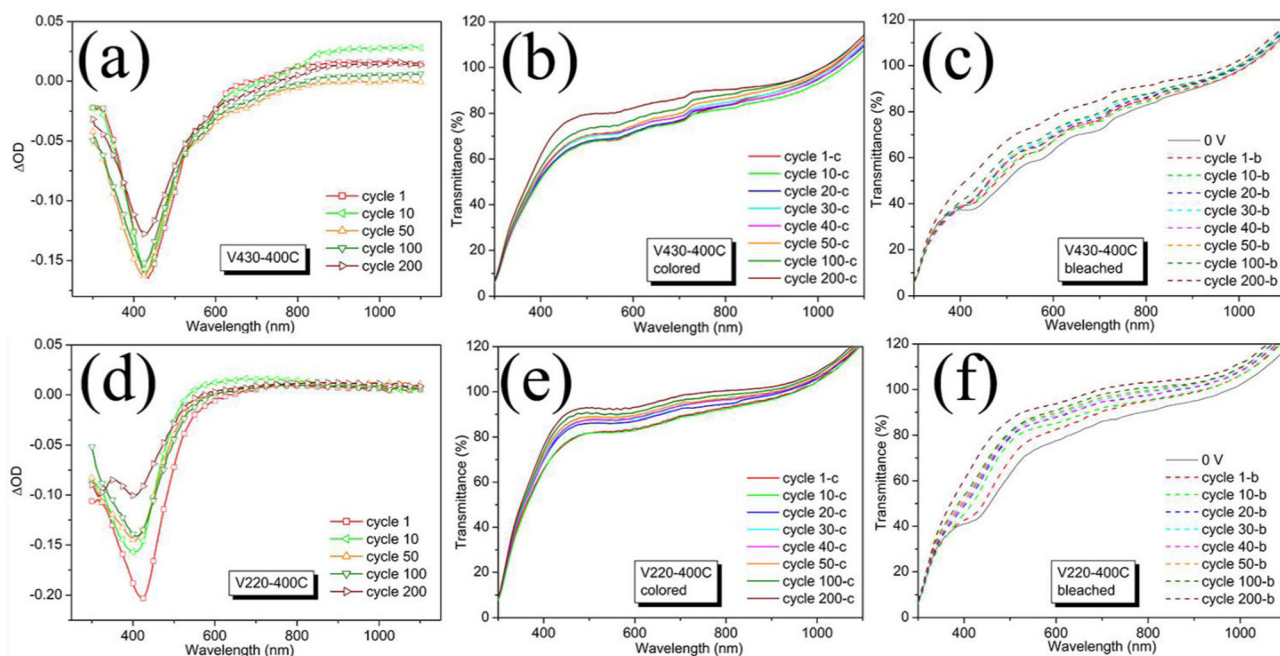 (a)
ΔOD
0.05
0.00
-0.05
-0.10
-0.15
cycle 1
cycle 10
cycle 50
cycle 100
cycle 200
V430-400C
400 600 800 1000
Wavelength (nm)
(b)
Transmittance (%)
120
100
80
60
40
20
0
cycle 1-c
cycle 10-c
cycle 20-c
cycle 30-c
cycle 40-c
cycle 50-c
cycle 100-c
cycle 200-c
V430-400C
colored
400 600 800 1000
Wavelength (nm)
(c)
Transmittance (%)
120
100
80
60
40
20
0
0 V
cycle 1-b
cycle 10-b
cycle 20-b
cycle 30-b
cycle 40-b
cycle 50-b
cycle 100-b
cycle 200-b
V430-400C
bleached
400 600 800 1000
Wavelength (nm)
(d)
ΔOD
0.05
0.00
-0.05
-0.10
-0.15
-0.20
cycle 1
cycle 10
cycle 50
cycle 100
cycle 200
V220-400C
400 600 800 1000
Wavelength (nm)
(e)
Transmittance (%)
120
100
80
60
40
20
0
cycle 1-c
cycle 10-c
cycle 20-c
cycle 30-c
cycle 40-c
cycle 50-c
cycle 100-c
cycle 200-c
V220-400C
colored
400 600 800 1000
Wavelength (nm)
(f)
Transmittance (%)
120
100
80
60
40
20
0
0 V
cycle 1-b
cycle 10-b
cycle 20-b
cycle 30-b
cycle 40-b
cycle 50-b
cycle 100-b
cycle 200-b
V220-400C
bleached
400 600 800 1000
Wavelength (nm)